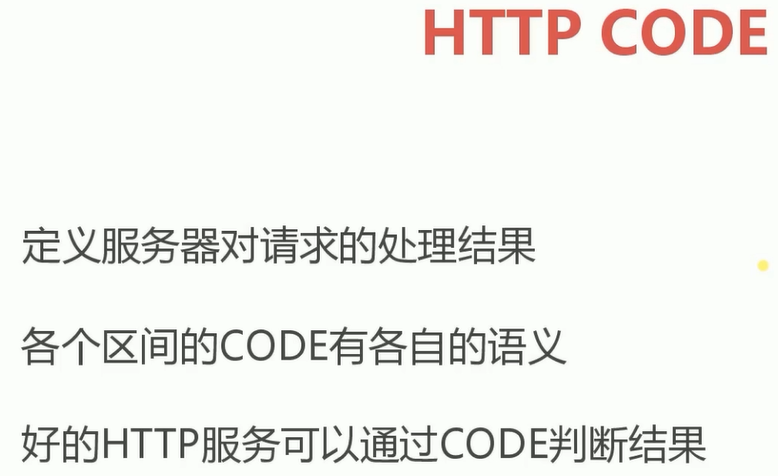 HTTP CODE
定义服务器对请求的处理结果
各个区间的CODE有各自的语义
好的HTTP服务可以通过CODE判断结果